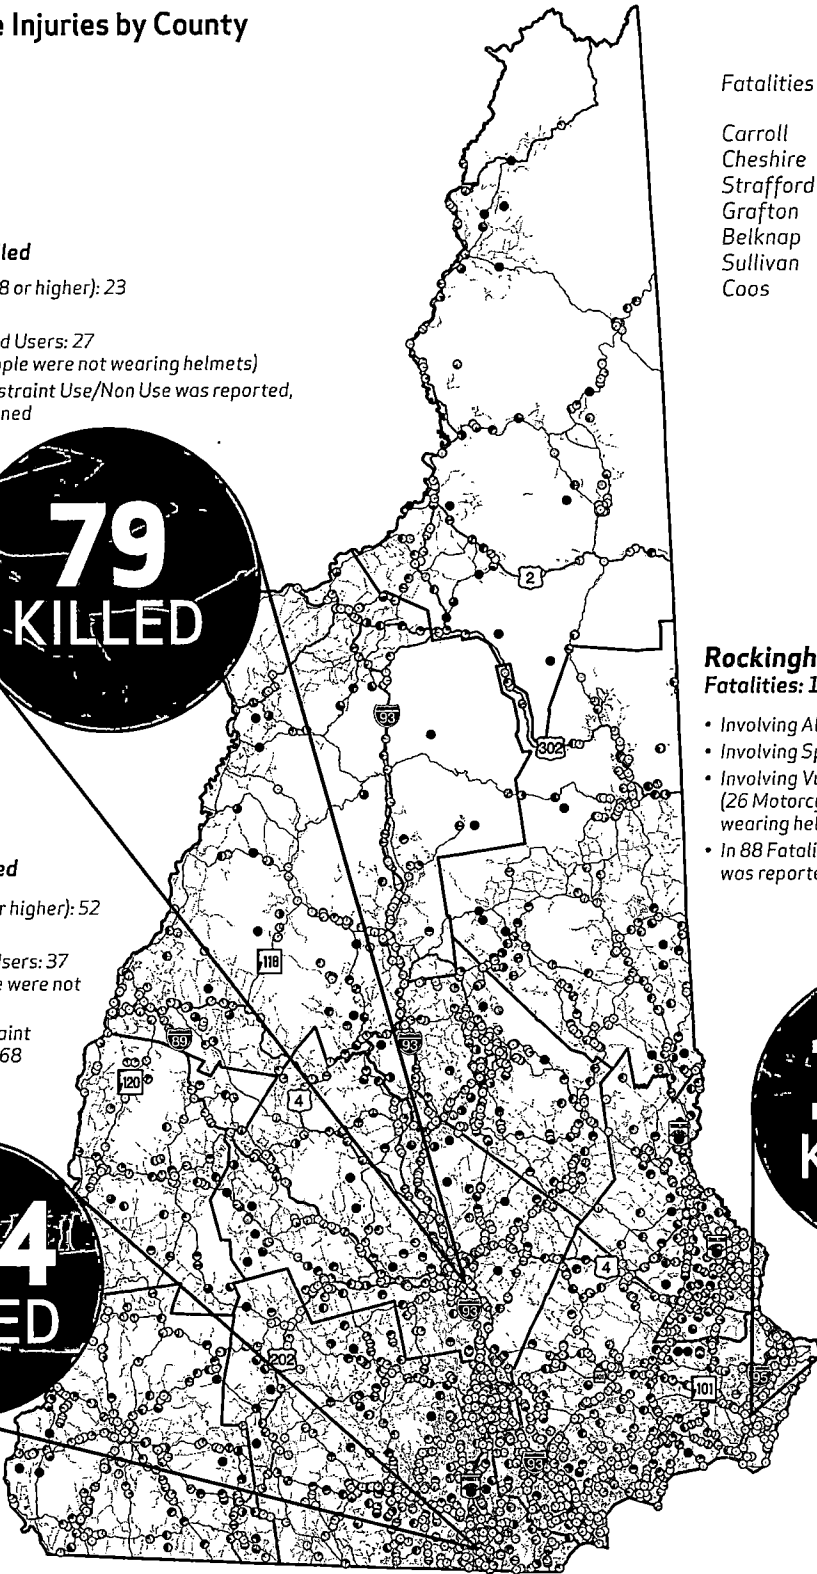 e Injuries by County
Fatalities
Carroll
Cheshire
Strafford
Grafton
Belknap
Sullivan
Coos
led
8 or higher): 23
d Users: 27
ple were not wearing helmets)
straint Use/Non Use was reported,
ned
79
KILLED
2
93
302
Rockingh
Fatalities: 1
• Involving Al
• Involving Sp
• Involving Vu
(26 Motorcy
wearing hel
• In 88 Fatali
was reporte
ed
r higher): 52
sers: 37
e were not
aint
68
118
89
93
120
4
4
ED
K
4
93
202
101
95
93